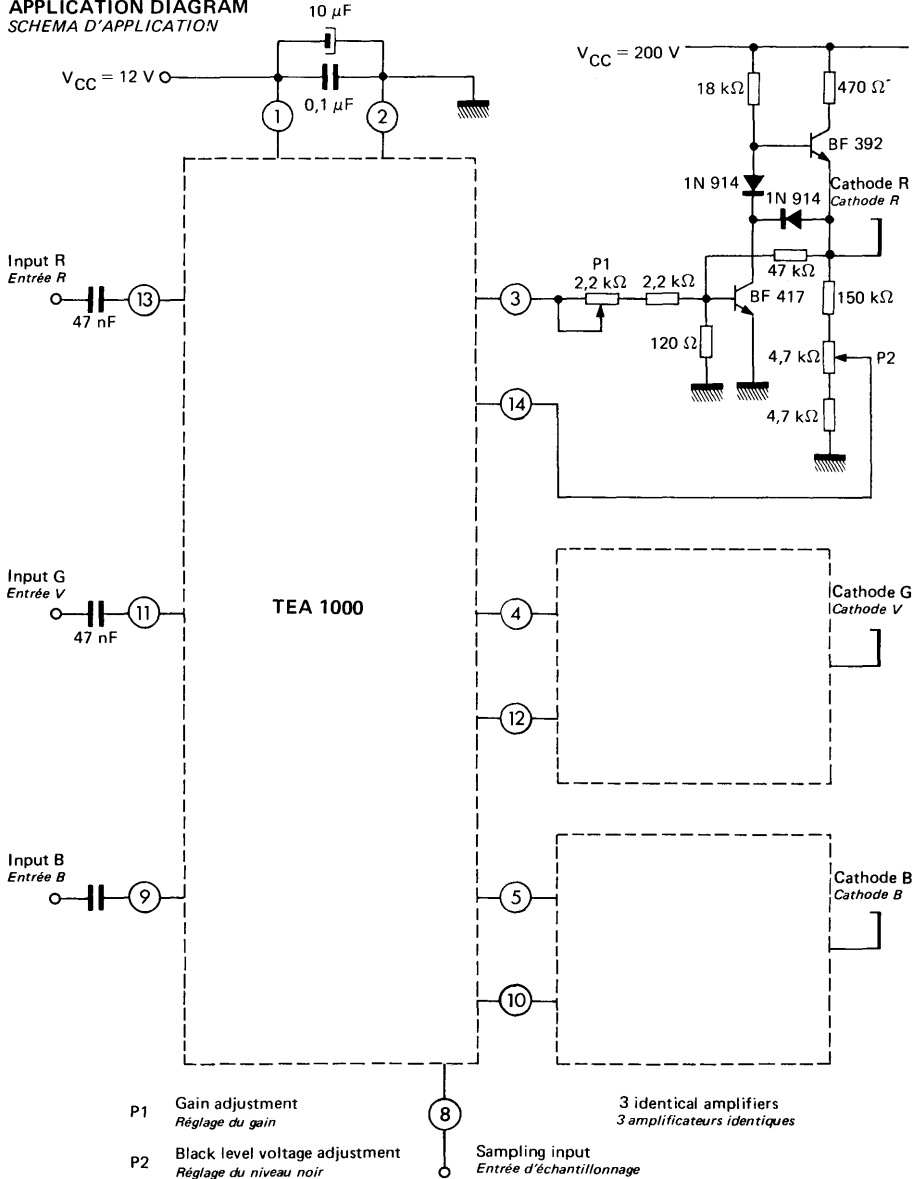 APPLICATION DIAGRAM
SCHEMA D'APPLICATION
10 µF
VCC = 12 V
0,1 µF
1
2
VCC = 200 V
18 kΩ
470 Ω
BF 392
1N 914
1N 914
Cathode R
Cathode R
Input R
Entrée R
47 nF
13
3
P1
2,2 kΩ
2,2 kΩ
47 kΩ
BF 417
150 kΩ
120 Ω
4,7 kΩ
P2
4,7 kΩ
14
Input G
Entrée V
47 nF
11
TEA 1000
4
Cathode G
Cathode V
12
Input B
Entrée B
9
5
Cathode B
Cathode B
10
P1 Gain adjustment
Réglage du gain
8
3 identical amplifiers
3 amplificateurs identiques
P2 Black level voltage adjustment
Réglage du niveau noir
Sampling input
Entrée d'échantillonnage